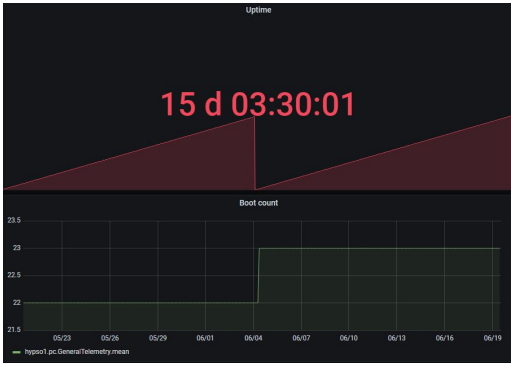 Uptime
15 d 03:30:01
Boot count
23.5
23
22.5
22
21.5
05/23 05/26 05/29 06/01 06/04 06/07 06/10 06/13 06/16 06/19
hypso1.pc.GeneralTelemetry.mean